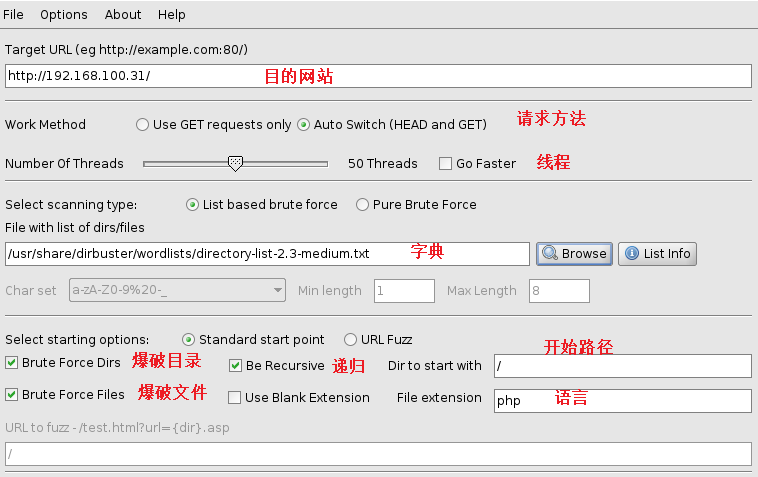 File Options About Help
Target URL (eg http://example.com:80/)
http://192.168.100.31/ 目的网站
Work Method Use GET requests only Auto Switch (HEAD and GET) 请求方法
Number Of Threads 50 Threads Go Faster 线程
Select scanning type: List based brute force Pure Brute Force
File with list of dirs/files
/usr/share/dirbuster/wordlists/directory-list-2.3-medium.txt 字典 Browse List Info
Char set a-zA-Z0-9%20-_ Min length 1 Max Length 8
Select starting options: Standard start point URL Fuzz
开始路径
Brute Force Dirs 爆破目录 Be Recursive 递归 Dir to start with /
Brute Force Files 爆破文件 Use Blank Extension File extension php 语言
URL to fuzz - /test.html?url={dir}.asp
/